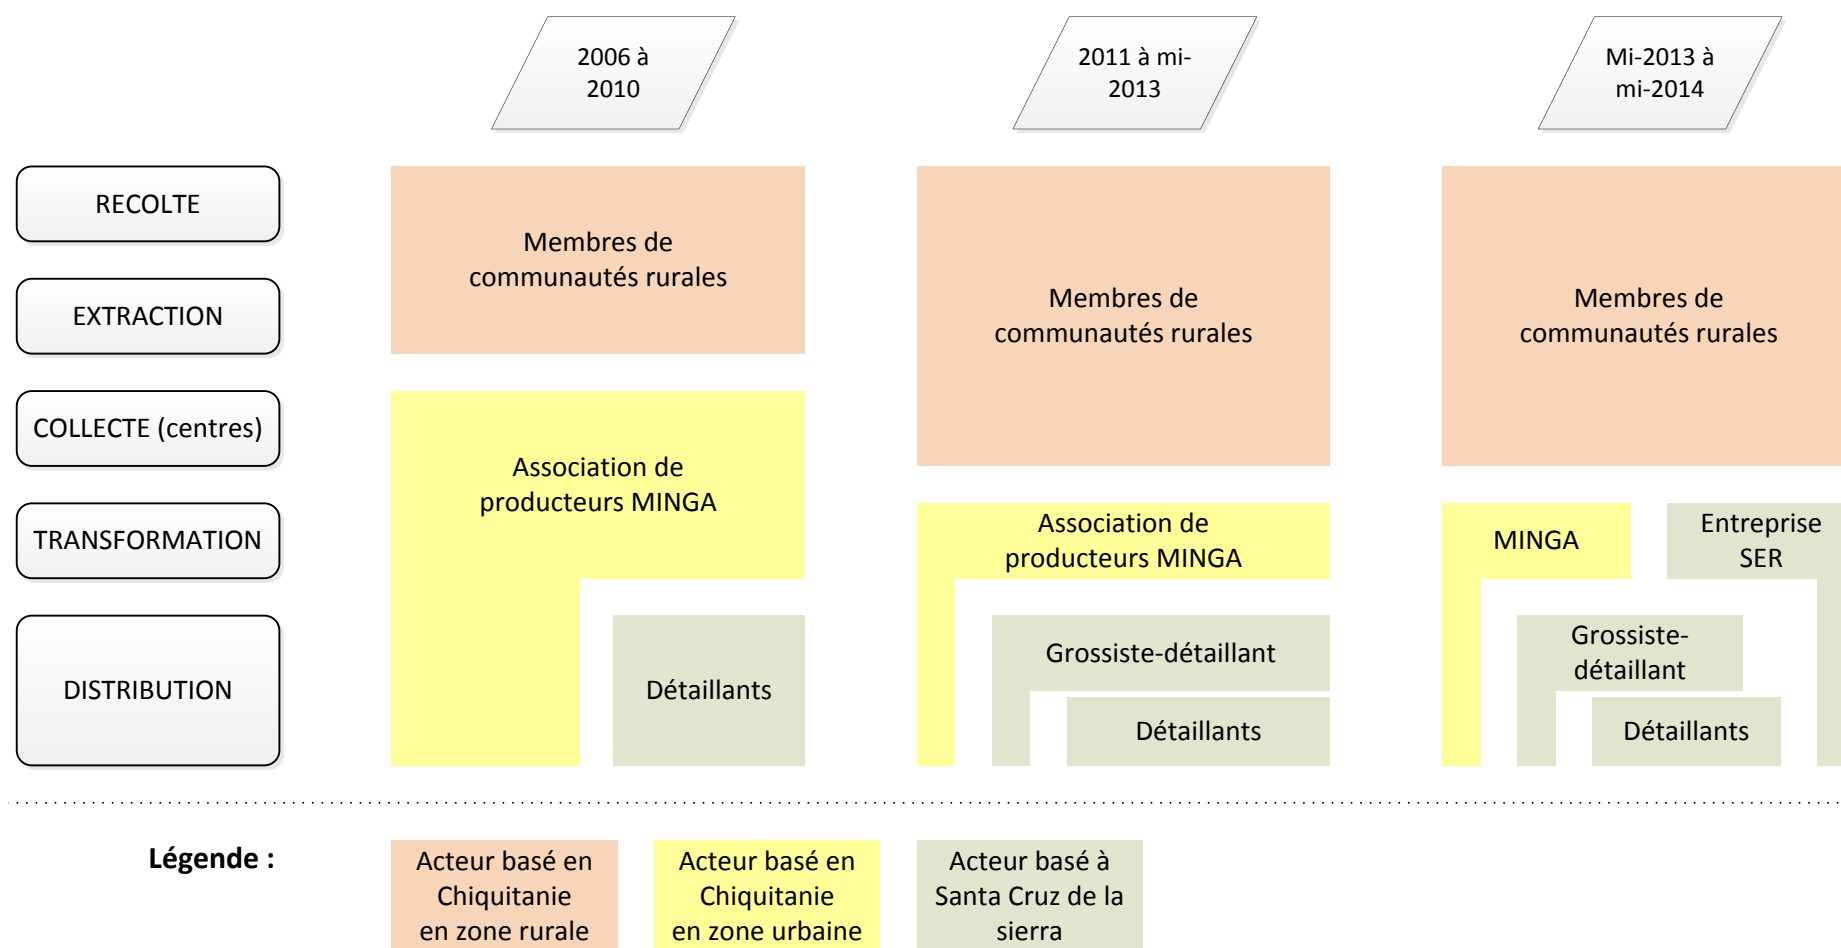 2006 à
2010
2011 à mi-
2013
Mi-2013 à
mi-2014
RECOLTE
EXTRACTION
COLLECTE (centres)
TRANSFORMATION
DISTRIBUTION
Membres de
communautés rurales
Association de
producteurs MINGA
Détaillants
Membres de
communautés rurales
Association de
producteurs MINGA
Grossiste-détaillant
Détaillants
Membres de
communautés rurales
MINGA
Entreprise
SER
Grossiste-
détaillant
Détaillants
Légende :
Acteur basé en
Chiquitanie
en zone rurale
Acteur basé en
Chiquitanie
en zone urbaine
Acteur basé à
Santa Cruz de la
sierra